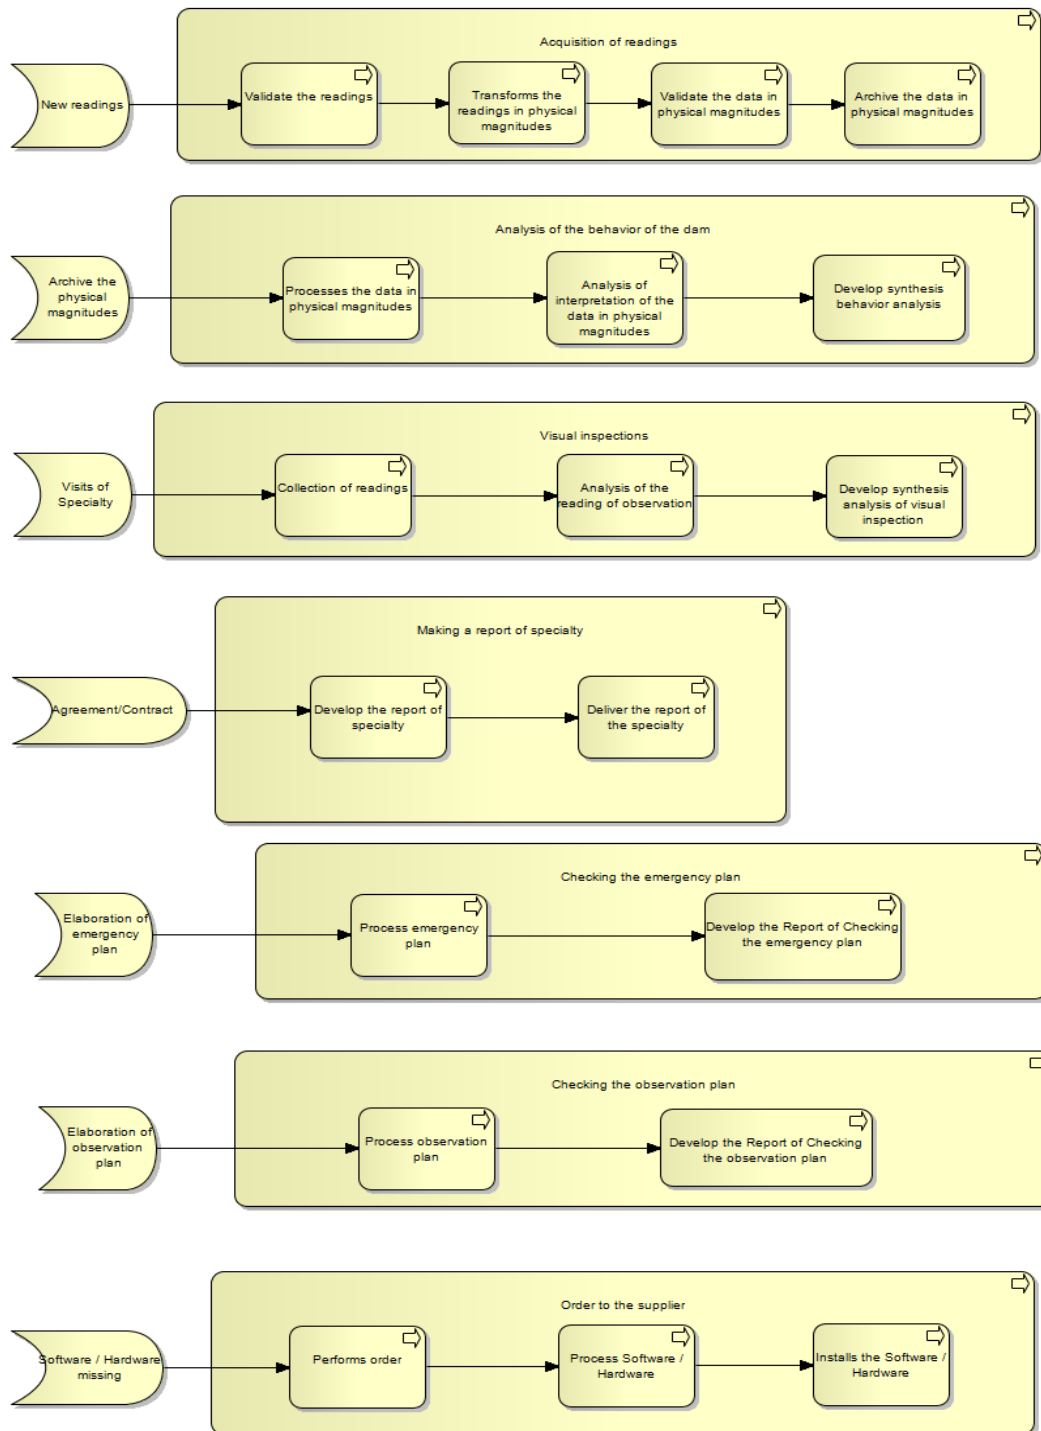 Acquisition of readings
New readings
Validate the readings
Transforms the
readings in physical
magnitudes
Validate the data in
physical magnitudes
Archive the data in
physical magnitudes
Analysis of the behavior of the dam
Archive the
physical
magnitudes
Processes the data in
physical magnitudes
Analysis of
interpretation of the
data in physical
magnitudes
Develop synthesis
behavior analysis
Visual inspections
Visits of
Specialty
Collection of readings
Analysis of the
reading of observation
Develop synthesis
analysis of visual
inspection
Making a report of specialty
Agreement/Contract
Develop the report of
specialty
Deliver the report of
the specialty
Checking the emergency plan
Elaboration of
emergency
plan
Process emergency
plan
Develop the Report of Checking
the emergency plan
Checking the observation plan
Elaboration of
observation
plan
Process observation
plan
Develop the Report of Checking
the observation plan
Order to the supplier
Software / Hardware
missing
Performs order
Process Software /
Hardware
Installs the Software /
Hardware